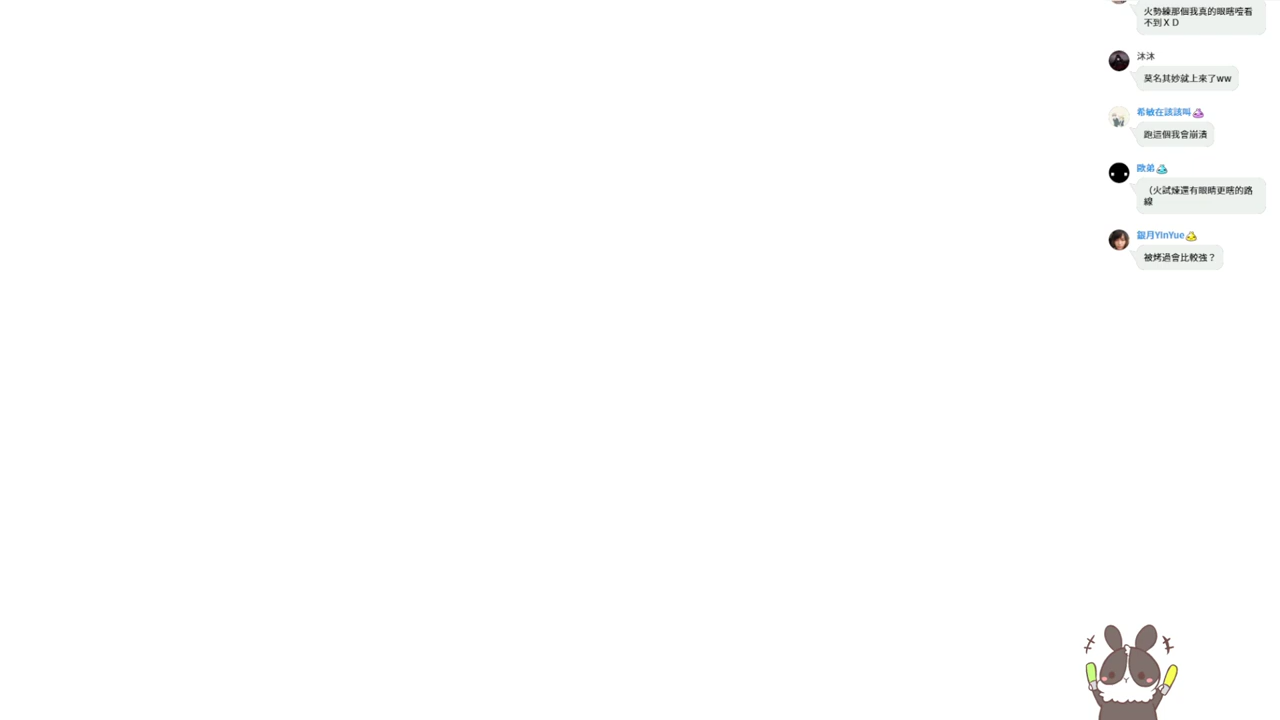 火勢練那個我真的眼瞎噎看
不到ＸＤ
沐沐
莫名其妙就上來了ww
希敏在該該叫
跑這個我會崩潰
歐弟
（火試煉還有眼睛更瞎的路
線
銀月YinYue
被烤過會比較強？